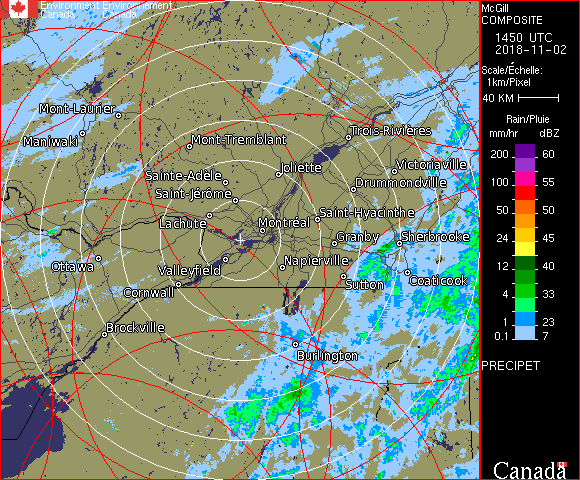 Environment Environnement
Canada Canada
McGill
COMPOSITE
1450 UTC
2018-11-02
Scale/Échelle:
1km/Pixel
40 KM
Rain/Pluie
mm/hr dBZ
200 60
100 55
50 50
24 45
12 40
4 33
1 23
0.1 7
PRECIPET
Canada
Mont-Laurier
Maniwaki
Mont-Tremblant
Trois-Rivières
Sainte-Adèle
Joliette
Victoriaville
Saint-Jérôme
Drummondville
Lachute
Montréal
Saint-Hyacinthe
Granby
Sherbrooke
Ottawa
Valleyfield
Napierville
Cornwall
Sutton
Coaticook
Brockville
Burlington